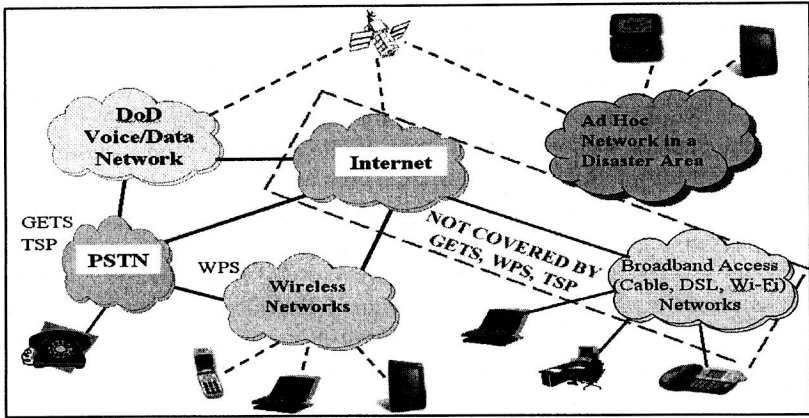 DoD
Voice/Data
Network
Internet
Ad Hoc
Network in a
Disaster Area
GETS
TSP
PSTN
WPS
Wireless
Networks
NOT COVERED BY
GETS, WPS, TSP
Broadband Access
(Cable, DSL, Wi-Fi)
Networks